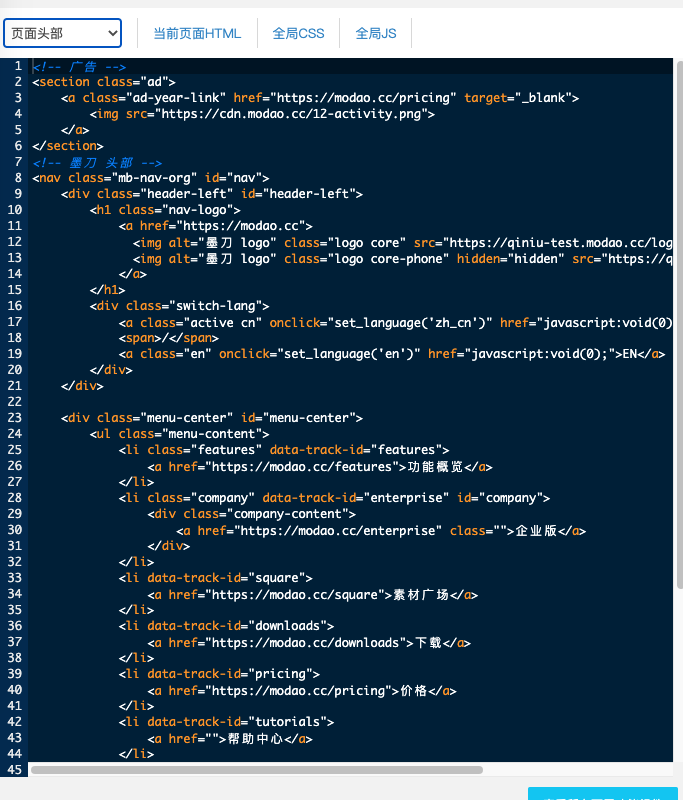 页面头部 当前页面HTML 全局CSS 全局JS
1 <!-- 广告 -->
2 <section class="ad">
3 <a class="ad-year-link" href="https://modao.cc/pricing" target="_blank">
4 <img src="https://cdn.modao.cc/12-activity.png">
5 </a>
6 </section>
7 <!-- 墨刀 头部 -->
8 <nav class="mb-nav-org" id="nav">
9 <div class="header-left" id="header-left">
10 <h1 class="nav-logo">
11 <a href="https://modao.cc">
12 <img alt="墨刀 logo" class="logo core" src="https://qiniu-test.modao.cc/log
13 <img alt="墨刀 logo" class="logo core-phone" hidden="hidden" src="https://q
14 </a>
15 </h1>
16 <div class="switch-lang">
17 <a class="active cn" onclick="set_language('zh_cn')" href="javascript:void(0)
18 <span>/</span>
19 <a class="en" onclick="set_language('en')" href="javascript:void(0);">EN</a>
20 </div>
21 </div>
22
23 <div class="menu-center" id="menu-center">
24 <ul class="menu-content">
25 <li class="features" data-track-id="features">
26 <a href="https://modao.cc/features">功能概览</a>
27 </li>
28 <li class="company" data-track-id="enterprise" id="company">
29 <div class="company-content">
30 <a href="https://modao.cc/enterprise" class="">企业版</a>
31 </div>
32 </li>
33 <li data-track-id="square">
34 <a href="https://modao.cc/square">素材广场</a>
35 </li>
36 <li data-track-id="downloads">
37 <a href="https://modao.cc/downloads">下载</a>
38 </li>
39 <li data-track-id="pricing">
40 <a href="https://modao.cc/pricing">价格</a>
41 </li>
42 <li data-track-id="tutorials">
43 <a href="">帮助中心</a>
44 </li>
45